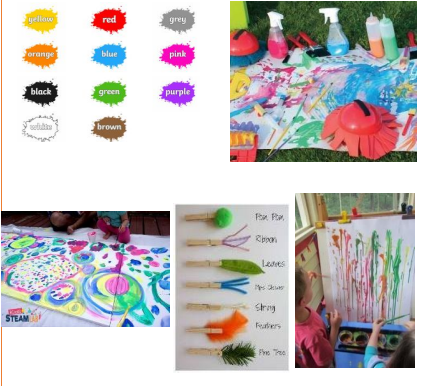 yellow
red
grey
orange
blue
pink
black
green
purple
white
brown
Pom Pom
Ribbon
Leaves
Pipe Cleaner
String
Feathers
Pine Tree
STEAM